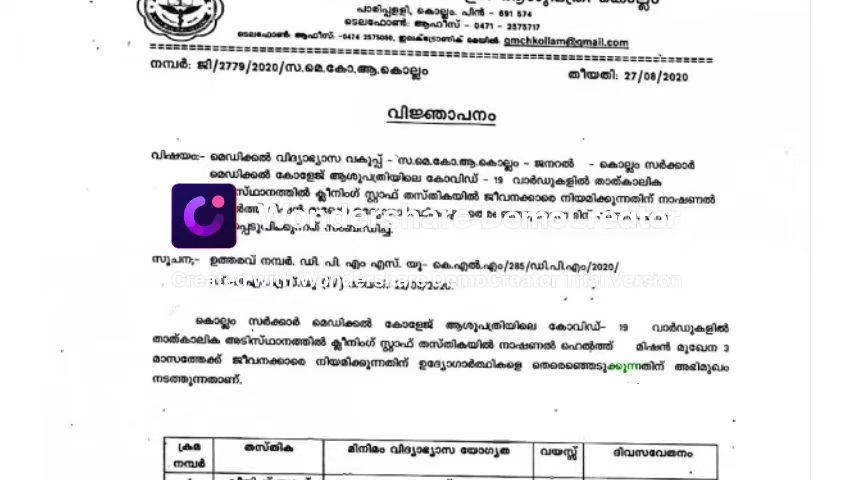 ആശുപത്രി കൊല്ലം
പാരിപ്പള്ളി, കൊല്ലം. പിൻ - 691 574
ടെലഫോൺ: ആഫീസ് - 0471 - 2575717
ടെലഫോൺ: ആഫീസ്: -0474 2575050, ഇലക്ട്രോണിക് മെയിൽ: gmchkollam@gmail.com
നമ്പർ: ജി/2779/2020/സ.മെ.കോ.ആ.കൊല്ലം
തീയതി: 27/08/2020
വിജ്ഞാപനം
വിഷയം:- മെഡിക്കൽ വിദ്യാഭ്യാസ വകുപ്പ് - സ.മെ.കോ.ആ.കൊല്ലം - ജനറൽ - കൊല്ലം സർക്കാർ
മെഡിക്കൽ കോളേജ് ആശുപത്രിയിലെ കോവിഡ് - 19 വാർഡുകളിൽ താത്കാലിക
സ്ഥാനത്തിൽ ക്ലീനിംഗ് സ്റ്റാഫ് തസ്തികയിൽ ജീവനക്കാരെ നിയമിക്കുന്നതിന് നാഷണൽ
Wondershare Democreator
സംബന്ധിച്ച്.
സൂചന;- ഉത്തരവ് നമ്പർ. ഡി. പി. എം എസ്. യു - കെ.എൽ.എം/285/ഡി.പി.എം/2020/
Created with Wondershare Democreator Trial version
കൊല്ലം സർക്കാർ മെഡിക്കൽ കോളേജ് ആശുപത്രിയിലെ കോവിഡ്- 19 വാർഡുകളിൽ
താത്കാലിക അടിസ്ഥാനത്തിൽ ക്ലീനിംഗ് സ്റ്റാഫ് തസ്തികയിൽ നാഷണൽ ഹെൽത്ത് മിഷൻ മുഖേന 3
മാസത്തേക്ക് ജീവനക്കാരെ നിയമിക്കുന്നതിന് ഉദ്യോഗാർത്ഥികളെ തെരെഞ്ഞെടുക്കുന്നതിന് അഭിമുഖം
നടത്തുന്നതാണ്.
ക്രമ നമ്പർ തസ്തിക മിനിമം വിദ്യാഭ്യാസ യോഗ്യത വയസ്സ് ദിവസവേതനം